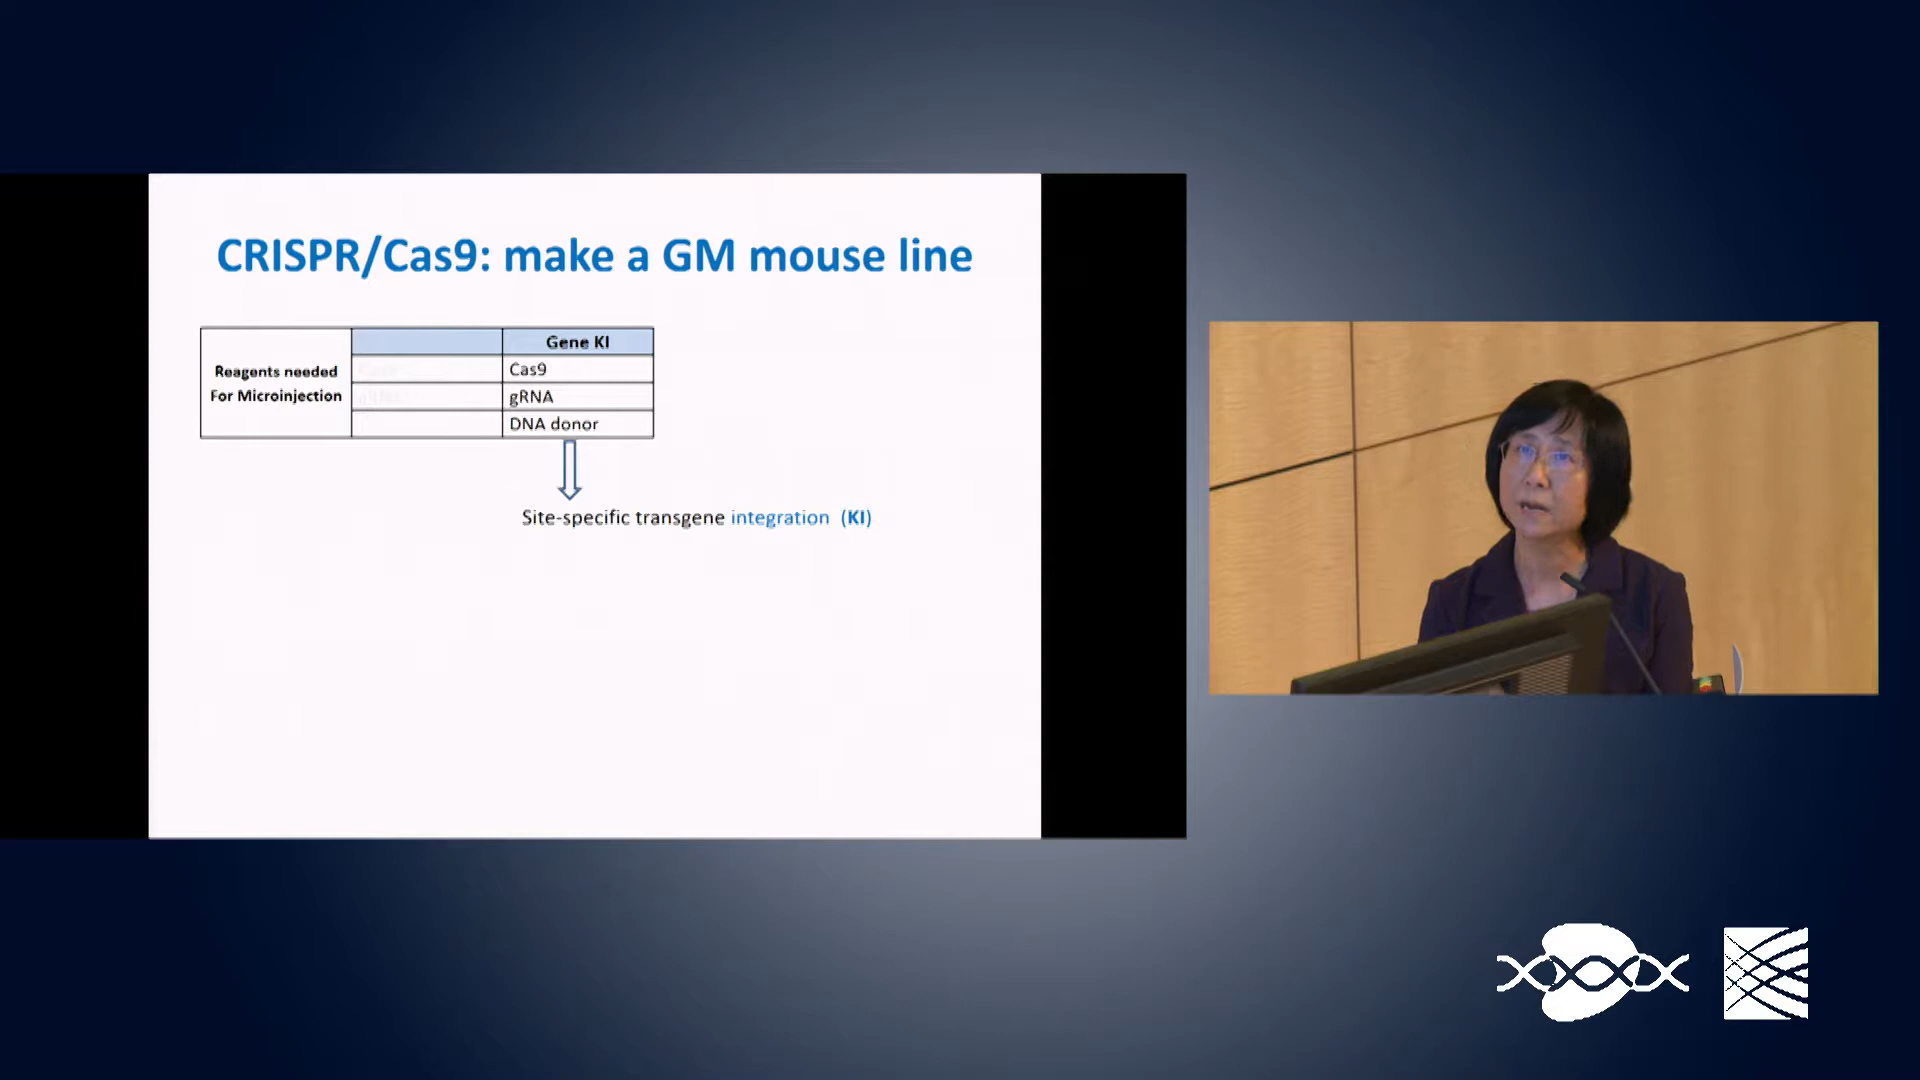 CRISPR/Cas9: make a GM mouse line
Gene KI
Reagents needed
For Microinjection
Cas9
gRNA
DNA donor
Site-specific transgene integration (KI)